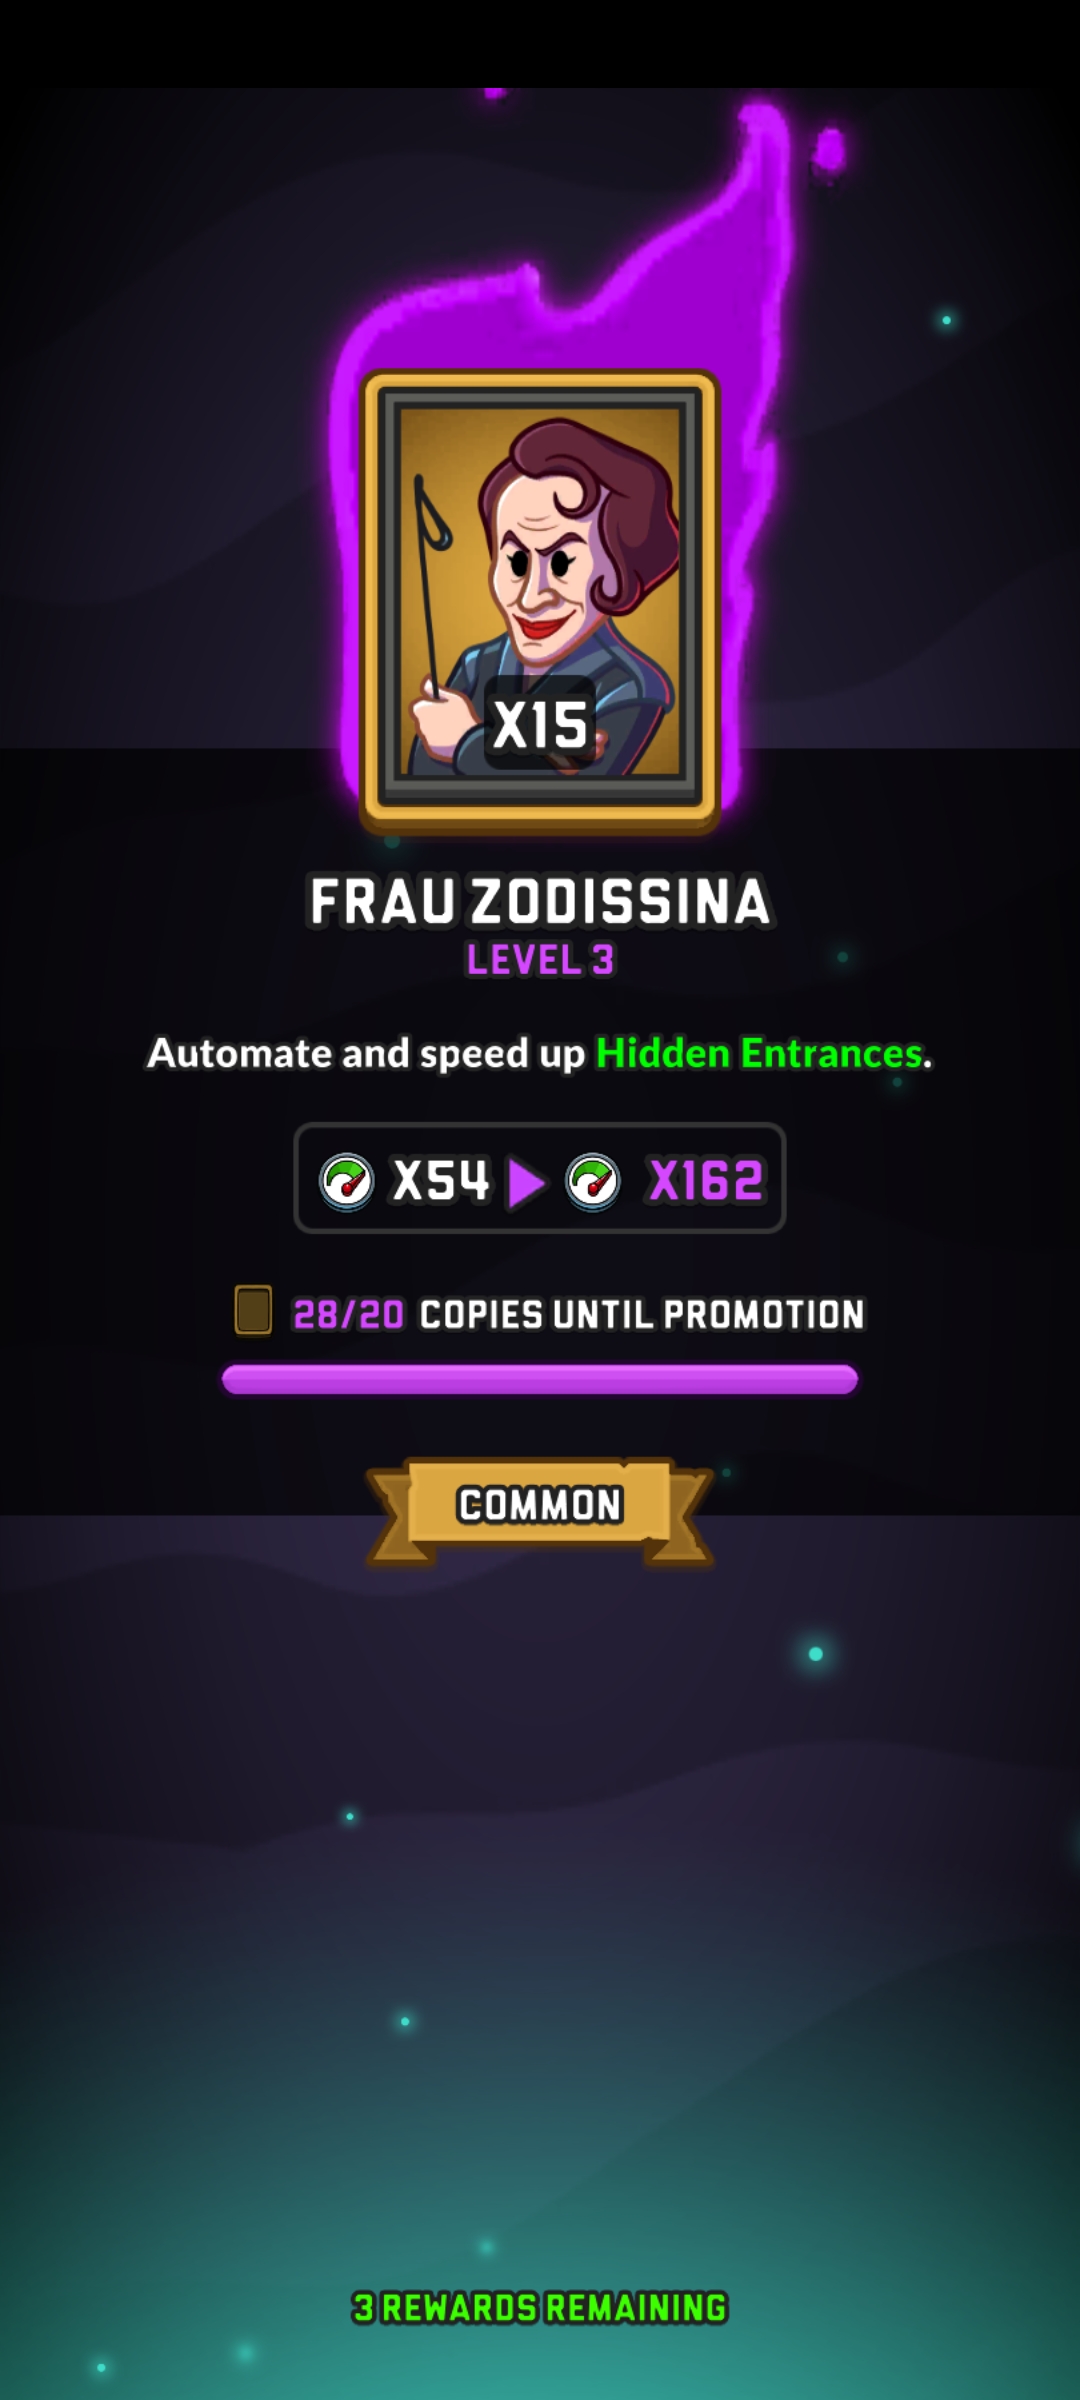 X15
FRAU ZODISSINA
LEVEL 3
Automate and speed up Hidden Entrances.
X54 X162
28/20 COPIES UNTIL PROMOTION
COMMON
3 REWARDS REMAINING